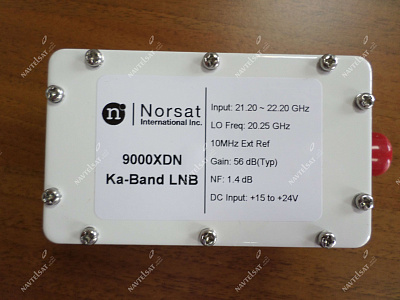 n
Norsat
International Inc.
9000XDN
Ka-Band LNB
Input: 21.20 ~ 22.20 GHz
LO Freq: 20.25 GHz
10MHz Ext Ref
Gain: 56 dB(Typ)
NF: 1.4 dB
DC Input: +15 to +24V
NAVTELSAT